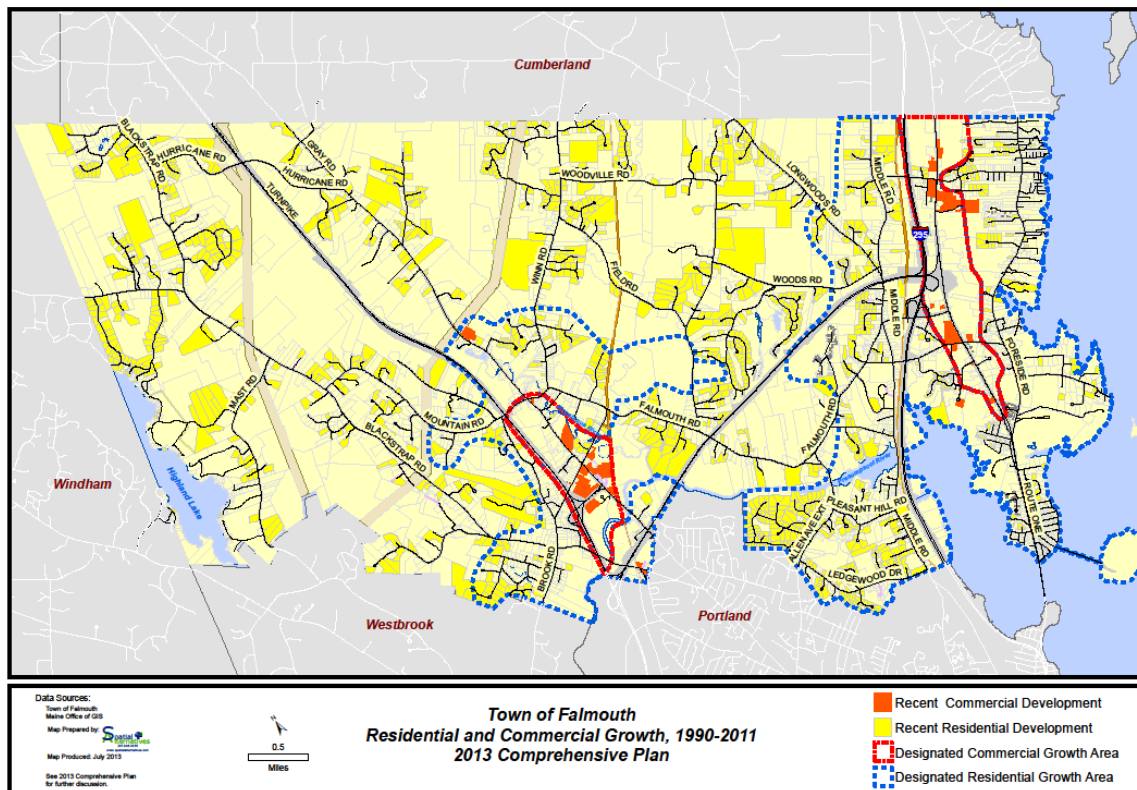 Cumberland
BLACKSTRAP RD
HURRICANE RD
GRAY RD
HURRICANE RD
TURNPIKE
WOODVILLE RD
LONGWOODS RD
MIDDLE RD
295
WINN RD
FIELD RD
WOODS RD
MIDDLE RD
FORESIDE RD
MAST RD
MOUNTAIN RD
BLACKSTRAP RD
FALMOUTH RD
FALMOUTH RD
Highland Lake
Windham
Presumpscot River
PLEASANT HILL RD
ALLEN AVE EXT
MIDDLE RD
ROUTE ONE
LEDGEWOOD DR
BROOK RD
Westbrook
Portland
Data Sources:
Town of Falmouth
Maine Office of GIS
Map Prepared by: Spatial Alternatives
Map Produced: July 2013
See 2013 Comprehensive Plan
for further discussion.
N
0.5
Miles
Town of Falmouth
Residential and Commercial Growth, 1990-2011
2013 Comprehensive Plan
Recent Commercial Development
Recent Residential Development
Designated Commercial Growth Area
Designated Residential Growth Area